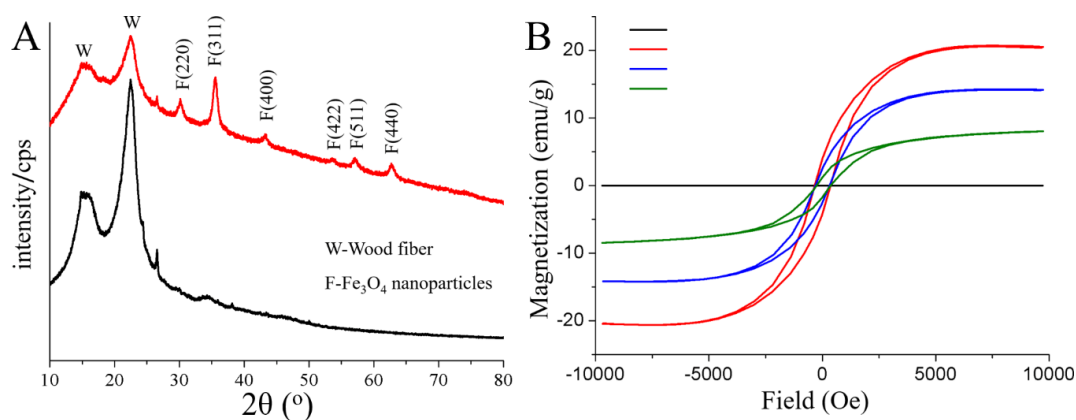 A
W
W
F(220)
F(311)
F(400)
F(422)
F(511)
F(440)
W-Wood fiber
F-Fe₃O₄ nanoparticles
intensity/cps
10 20 30 40 50 60 70 80
2θ (º)
B
20
10
0
-10
-20
Magnetization (emu/g)
-10000 -5000 0 5000 10000
Field (Oe)